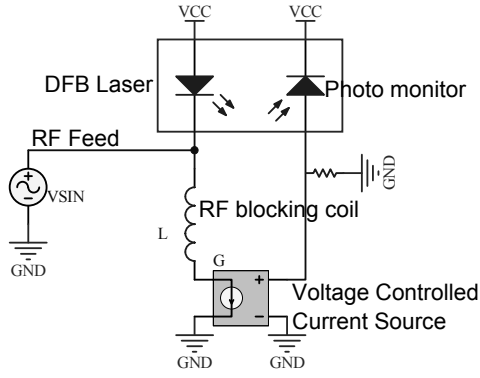 VCC
VCC
DFB Laser
Photo monitor
RF Feed
VSIN
GND
RF blocking coil
L
GND
G
Voltage Controlled
Current Source
GND
GND